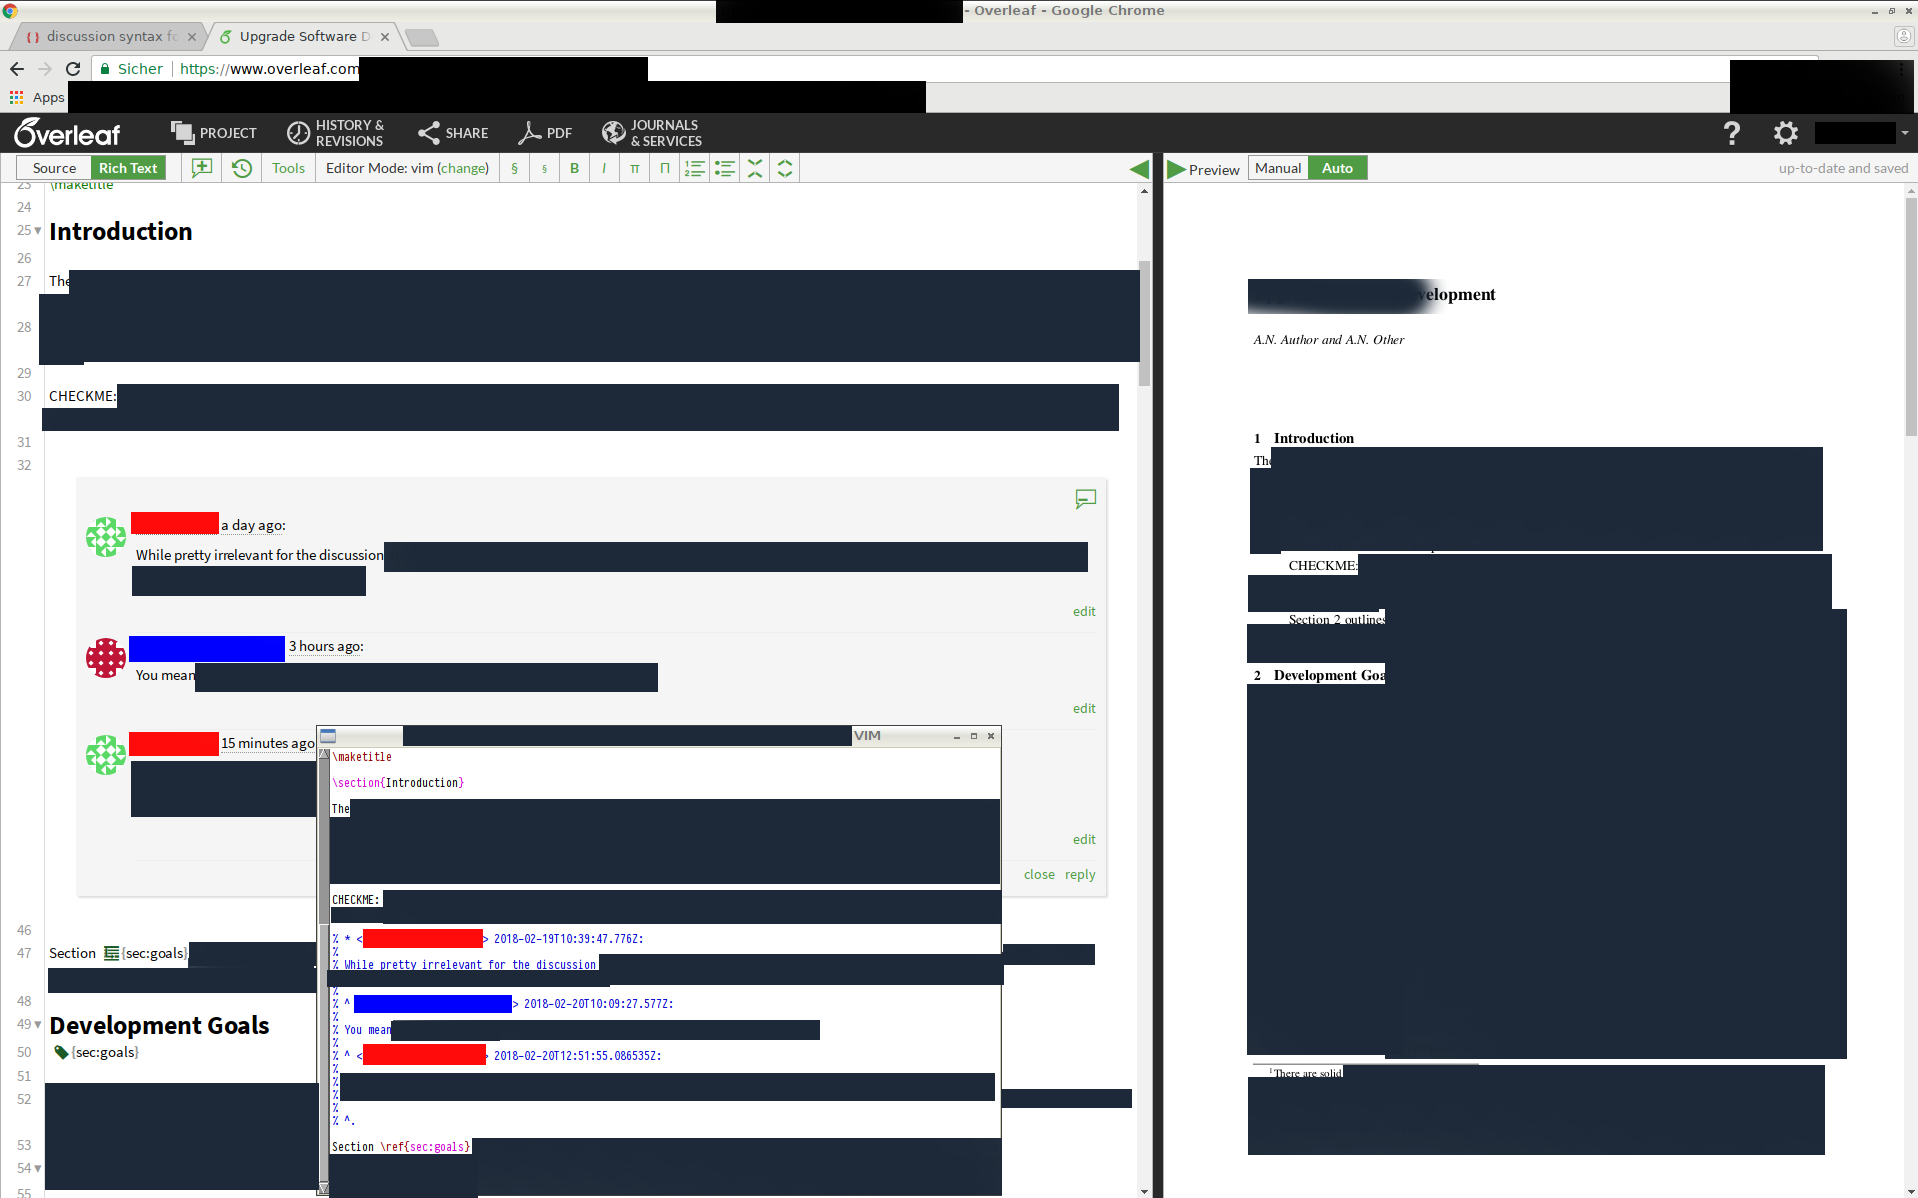 - Overleaf - Google Chrome
discussion syntax fo
Upgrade Software D
Sicher
https://www.overleaf.com
Apps
Overleaf
PROJECT
HISTORY &
REVISIONS
SHARE
PDF
JOURNALS
& SERVICES
?
Source
Rich Text
Tools
Editor Mode: vim (change)
§
§
B
I
π
Π
Preview
Manual
Auto
up-to-date and saved
23
\maketitle
24
25 Introduction
26
27 The
28
29
30 CHECKME:
31
32
a day ago:
While pretty irrelevant for the discussion
edit
3 hours ago:
You mean
edit
15 minutes ago
edit
close reply
46
47 Section {sec:goals}
48
49 Development Goals
50 {sec:goals}
51
52
53
54
55
VIM
\maketitle
\section{Introduction}
The
CHECKME:
% * < > 2018-02-19T10:39:47.776Z:
%
% While pretty irrelevant for the discussion
%
% ^ > 2018-02-20T10:09:27.577Z:
%
% You mean
%
% ^ < > 2018-02-20T12:51:55.086535Z:
%
%
%
%
% ^.
Section \ref{sec:goals}
velopment
A.N. Author and A.N. Other
1 Introduction
The
CHECKME:
Section 2 outlines
2 Development Goa
1 There are solid